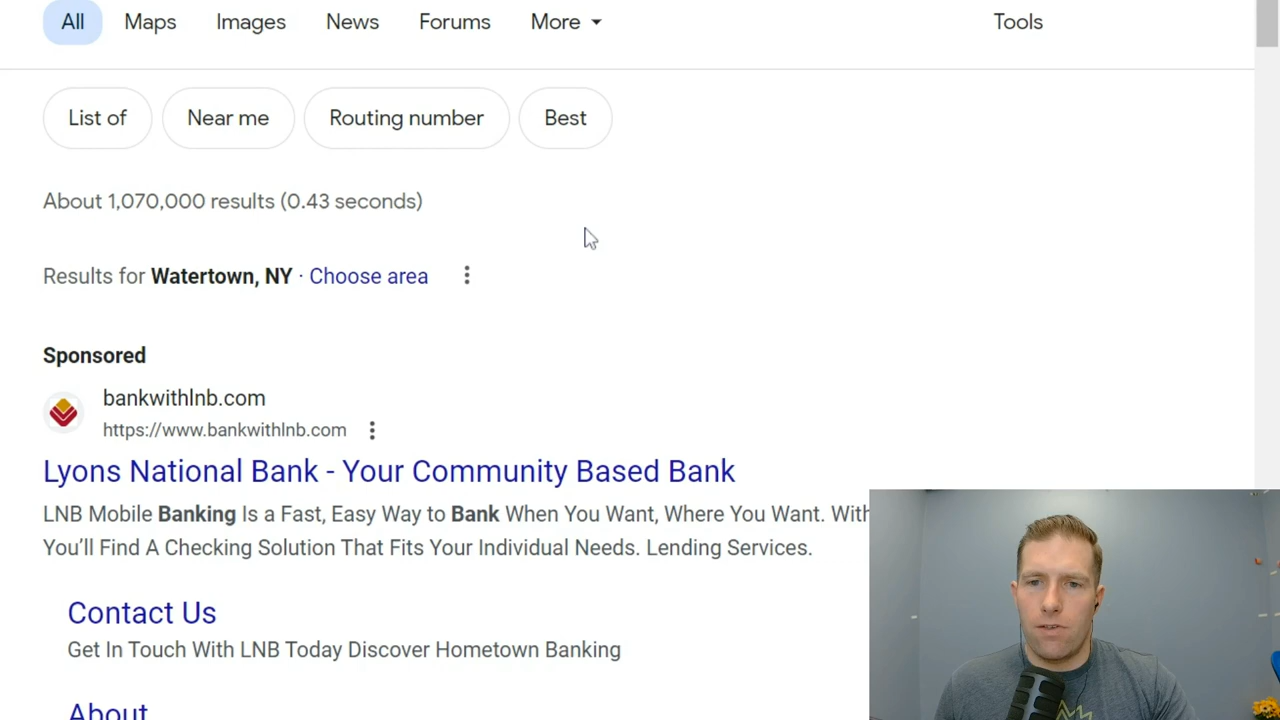 All Maps Images News Forums More Tools
List of Near me Routing number Best
About 1,070,000 results (0.43 seconds)
Results for Watertown, NY · Choose area
Sponsored
bankwithlnb.com
https://www.bankwithlnb.com
Lyons National Bank - Your Community Based Bank
LNB Mobile Banking Is a Fast, Easy Way to Bank When You Want, Where You Want. With
You’ll Find A Checking Solution That Fits Your Individual Needs. Lending Services.
Contact Us
Get In Touch With LNB Today Discover Hometown Banking
About